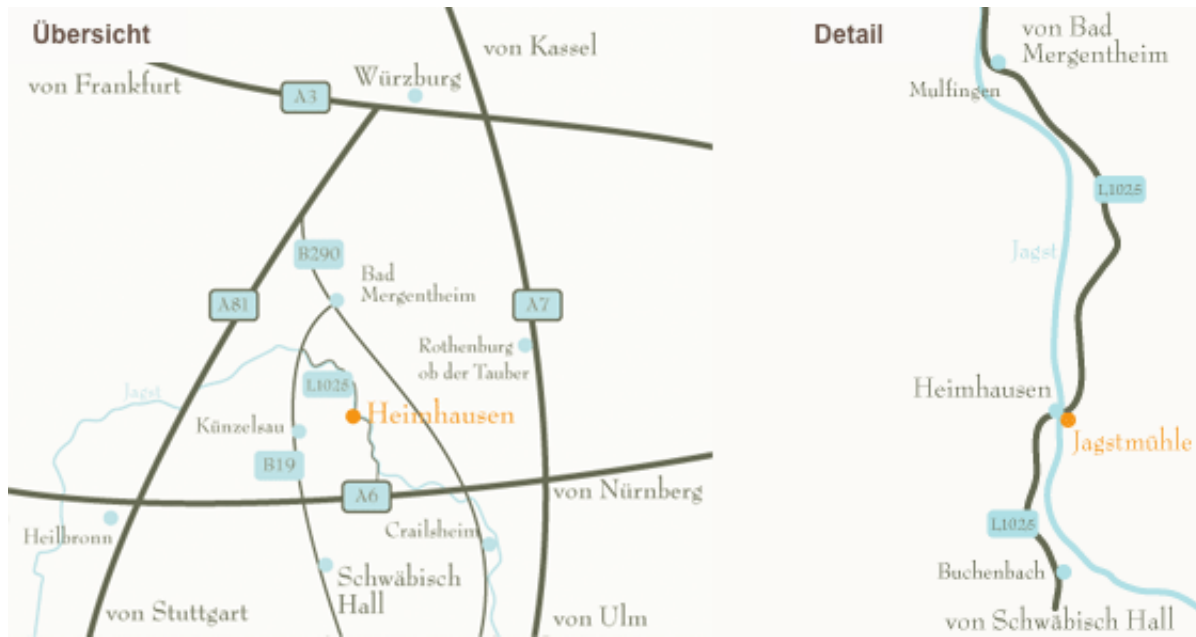 Übersicht
von Kassel
von Frankfurt
Würzburg
A3
B290
Bad
Mergentheim
A81
A7
Rothenburg
ob der Tauber
Jagst
L1025
Heimhausen
Künzelsau
B19
A6
von Nürnberg
Heilbronn
Crailsheim
Schwäbisch
Hall
von Stuttgart
von Ulm
Detail
von Bad
Mergentheim
Mulfingen
L1025
Jagst
Heimhausen
Jagstmühle
L1025
Buchenbach
von Schwäbisch Hall